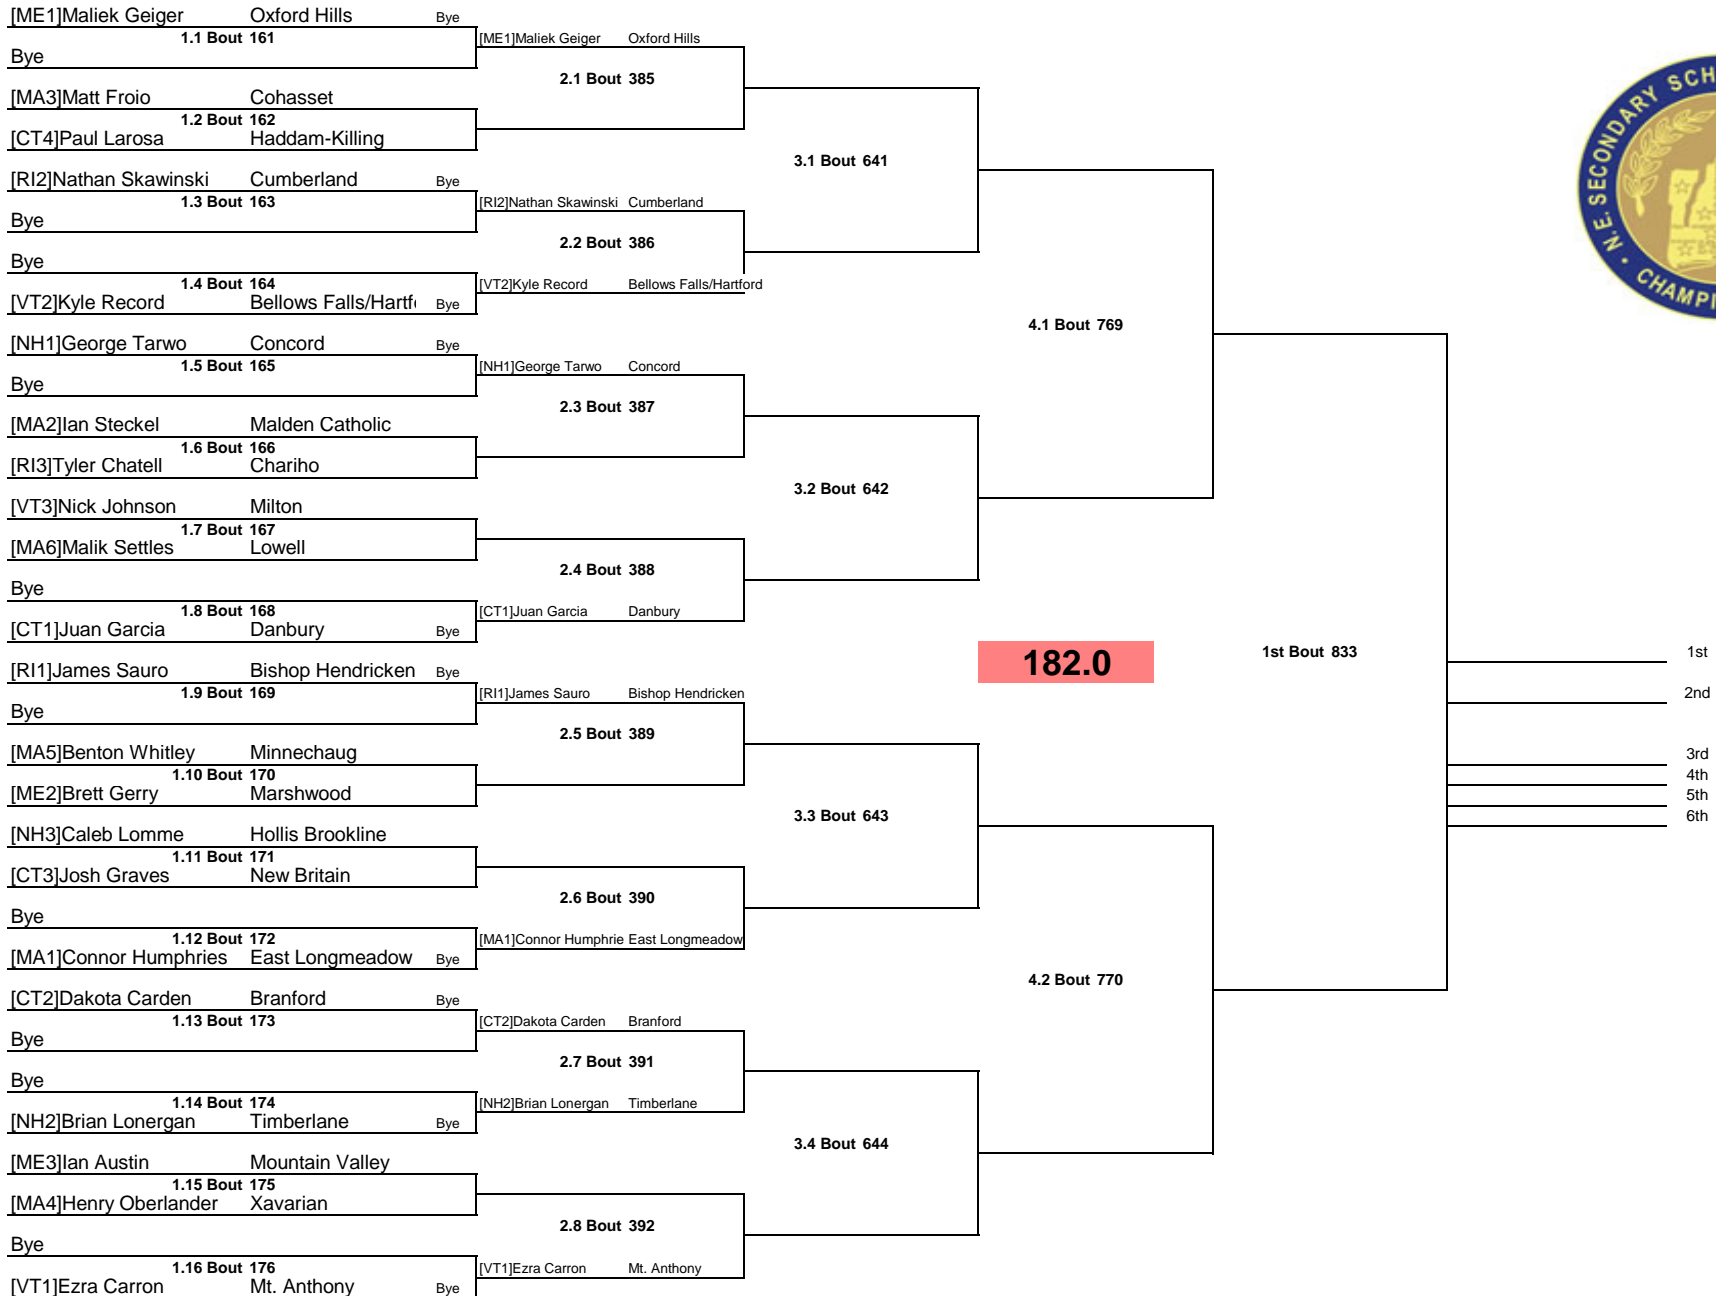 [ME1]Maliek Geiger Oxford Hills Bye
1.1 Bout 161
Bye
[MA3]Matt Froio Cohasset
1.2 Bout 162
[CT4]Paul Larosa Haddam-Killing
[RI2]Nathan Skawinski Cumberland Bye
1.3 Bout 163
Bye
Bye
1.4 Bout 164
[VT2]Kyle Record Bellows Falls/Hartf Bye
[NH1]George Tarwo Concord Bye
1.5 Bout 165
Bye
[MA2]Ian Steckel Malden Catholic
1.6 Bout 166
[RI3]Tyler Chatell Chariho
[VT3]Nick Johnson Milton
1.7 Bout 167
[MA6]Malik Settles Lowell
Bye
1.8 Bout 168
[CT1]Juan Garcia Danbury Bye
[RI1]James Sauro Bishop Hendricken Bye
1.9 Bout 169
Bye
[MA5]Benton Whitley Minnechaug
1.10 Bout 170
[ME2]Brett Gerry Marshwood
[NH3]Caleb Lomme Hollis Brookline
1.11 Bout 171
[CT3]Josh Graves New Britain
Bye
1.12 Bout 172
[MA1]Connor Humphries East Longmeadow Bye
[CT2]Dakota Carden Branford Bye
1.13 Bout 173
Bye
Bye
1.14 Bout 174
[NH2]Brian Lonergan Timberlane Bye
[ME3]Ian Austin Mountain Valley
1.15 Bout 175
[MA4]Henry Oberlander Xavarian
Bye
1.16 Bout 176
[VT1]Ezra Carron Mt. Anthony Bye
[ME1]Maliek Geiger Oxford Hills
2.1 Bout 385
[RI2]Nathan Skawinski Cumberland
2.2 Bout 386
[VT2]Kyle Record Bellows Falls/Hartford
[NH1]George Tarwo Concord
2.3 Bout 387
2.4 Bout 388
[CT1]Juan Garcia Danbury
[RI1]James Sauro Bishop Hendricken
2.5 Bout 389
2.6 Bout 390
[MA1]Connor Humphrie East Longmeadow
[CT2]Dakota Carden Branford
2.7 Bout 391
[NH2]Brian Lonergan Timberlane
2.8 Bout 392
[VT1]Ezra Carron Mt. Anthony
3.1 Bout 641
3.2 Bout 642
3.3 Bout 643
3.4 Bout 644
4.1 Bout 769
182.0
4.2 Bout 770
1st Bout 833
1st
2nd
3rd
4th
5th
6th
N.E. SECONDARY SCH
CHAMPI